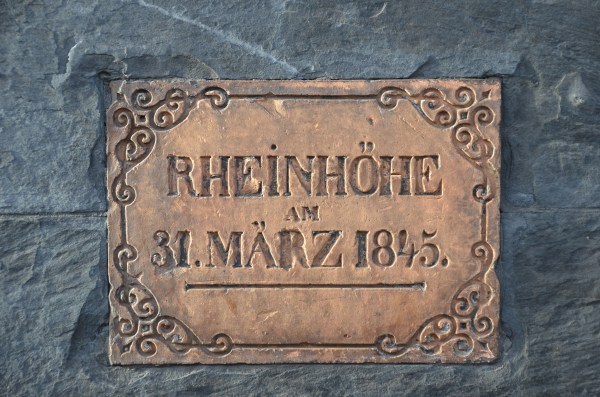 RHEINHÖHE
AM
31. MÄRZ 1845.